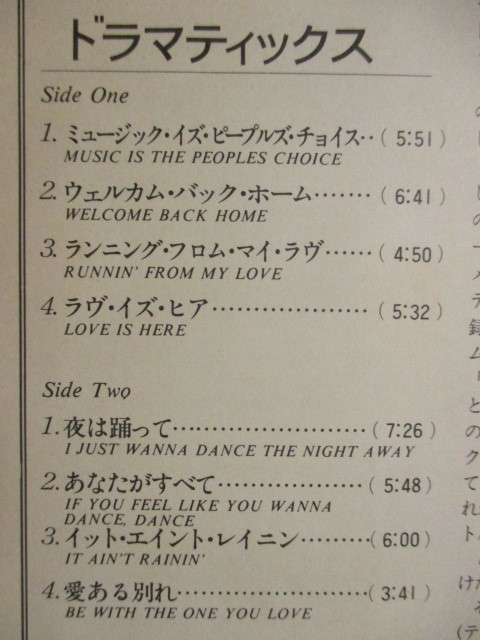 ドラマティックス
Side One
1. ミュージック・イズ・ピープルズ・チョイス‥( 5:51 )
MUSIC IS THE PEOPLES CHOICE
2. ウェルカム・バック・ホーム·······( 6:41 )
WELCOME BACK HOME
3. ランニング・フロム・マイ・ラヴ······( 4:50 )
RUNNIN' FROM MY LOVE
4. ラヴ・イズ・ヒア··················( 5:32 )
LOVE IS HERE
Side Two
1. 夜は踊って······················( 7:26 )
I JUST WANNA DANCE THE NIGHT AWAY
2. あなたがすべて··················( 5:48 )
IF YOU FEEL LIKE YOU WANNA
DANCE, DANCE
3. イット・エイント・レイニン·········( 6:00 )
IT AIN'T RAININ'
4. 愛ある別れ······················( 3:41 )
BE WITH THE ONE YOU LOVE